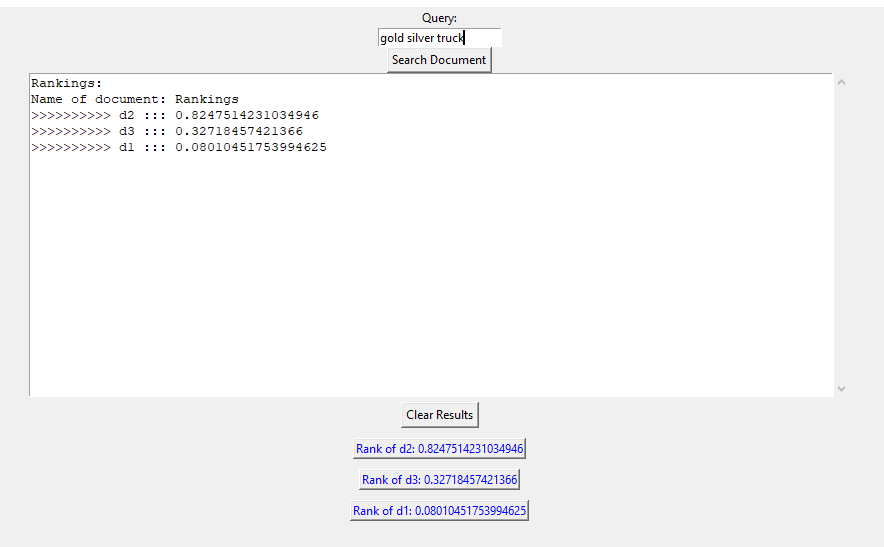 Query:
gold silver truck
Search Document
Rankings:
Name of document: Rankings
>>>>>>>>>> d2 ::: 0.8247514231034946
>>>>>>>>>> d3 ::: 0.32718457421366
>>>>>>>>>> d1 ::: 0.08010451753994625
Clear Results
Rank of d2: 0.8247514231034946
Rank of d3: 0.32718457421366
Rank of d1: 0.08010451753994625